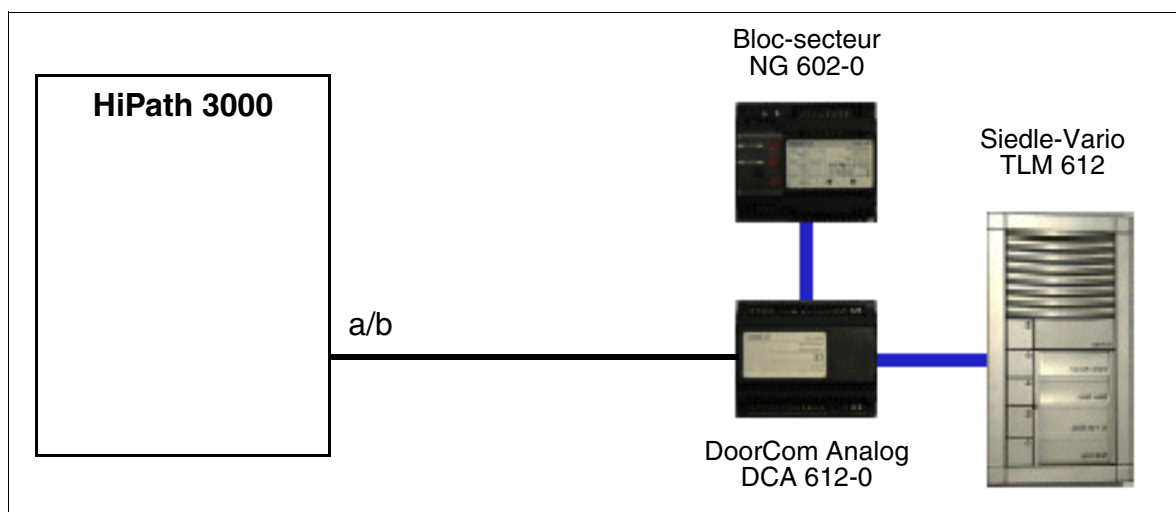 Bloc-secteur
NG 602-0
HiPath 3000
Siedle-Vario
TLM 612
a/b
DoorCom Analog
DCA 612-0